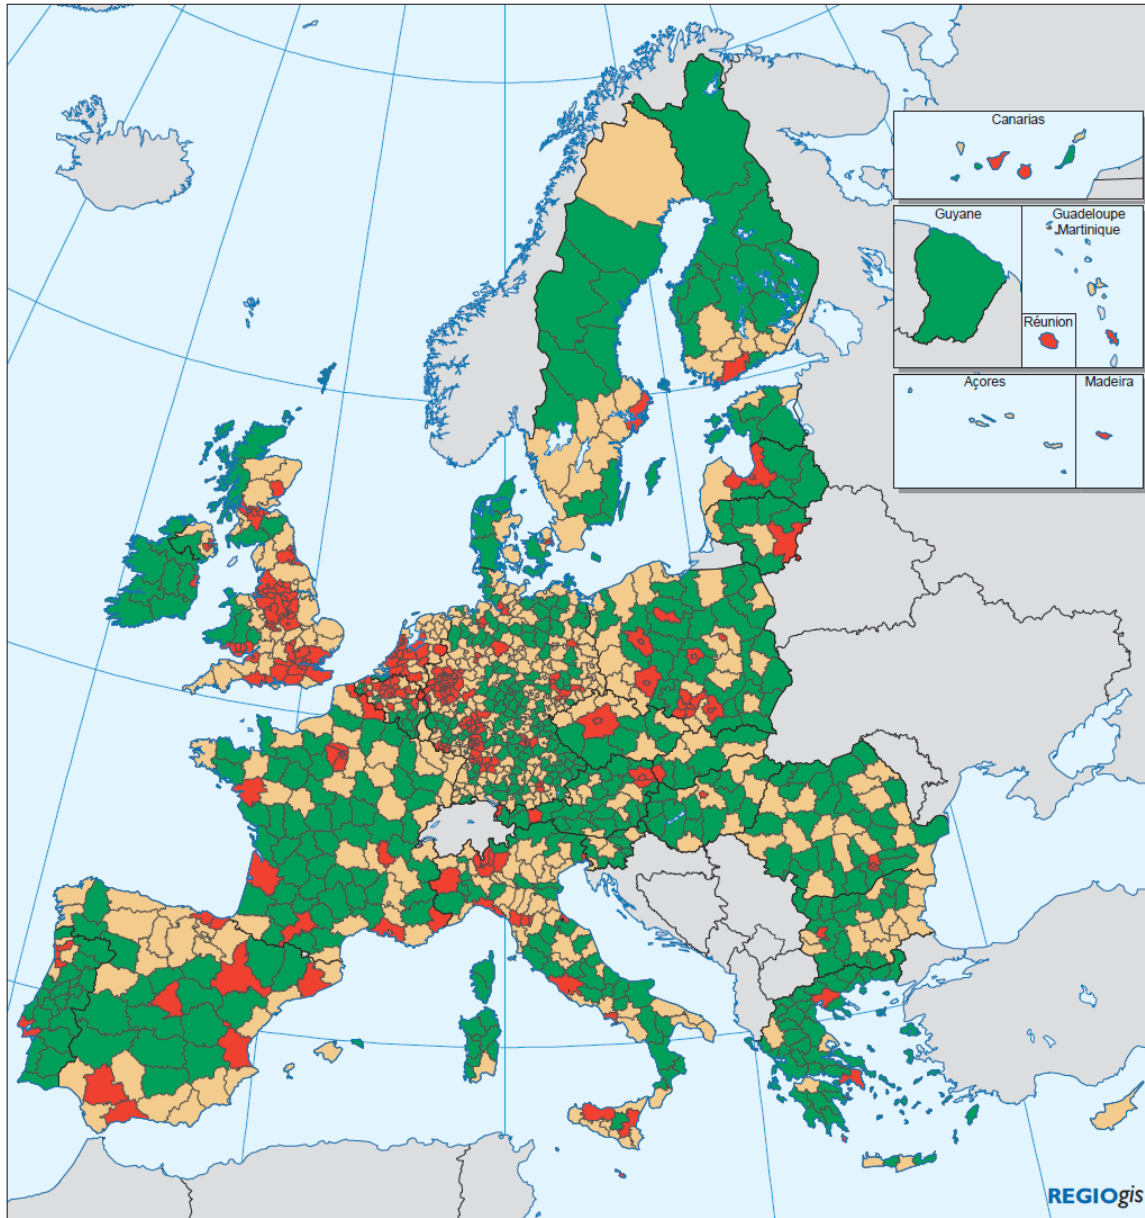 Canarias
Guyane
Guadeloupe
Martinique
Réunion
Açores
Madeira
REGIOgis